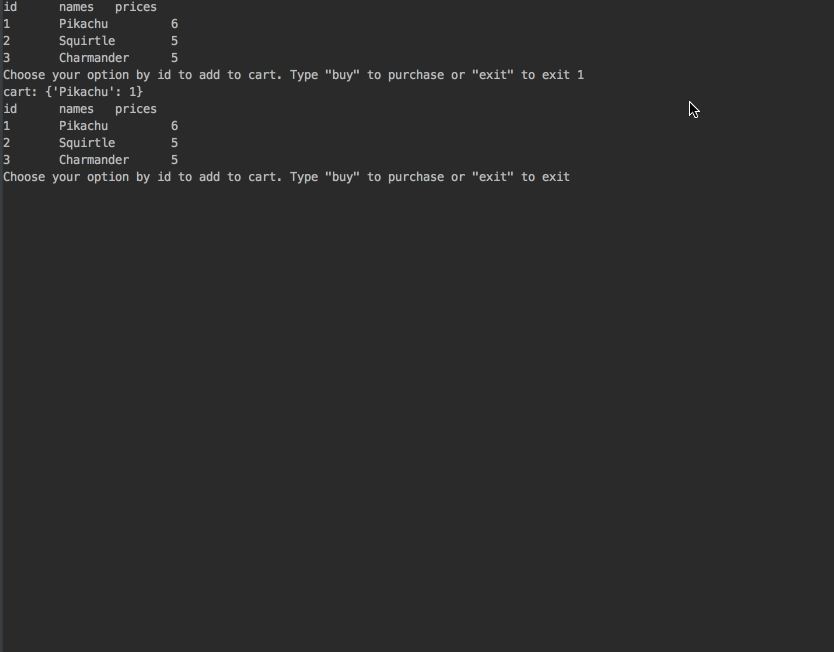 id names prices
1 Pikachu 6
2 Squirtle 5
3 Charmander 5
Choose your option by id to add to cart. Type "buy" to purchase or "exit" to exit 1
cart: {'Pikachu': 1}
id names prices
1 Pikachu 6
2 Squirtle 5
3 Charmander 5
Choose your option by id to add to cart. Type "buy" to purchase or "exit" to exit